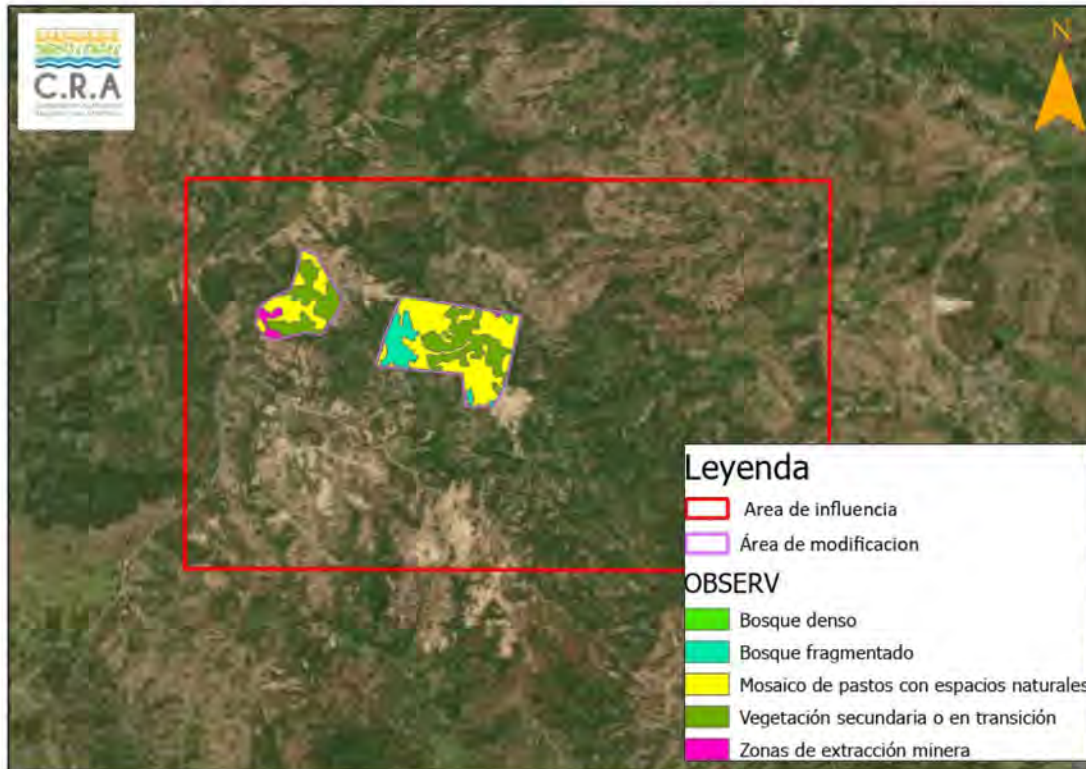 C.R.A
N
Leyenda
Area de influencia
Área de modificacion
OBSERV
Bosque denso
Bosque fragmentado
Mosaico de pastos con espacios naturales
Vegetación secundaria o en transición
Zonas de extracción minera